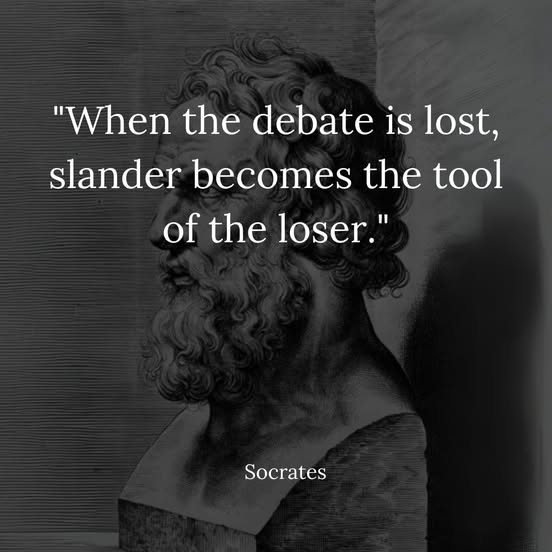 "When the debate is lost,
slander becomes the tool
of the loser."
Socrates